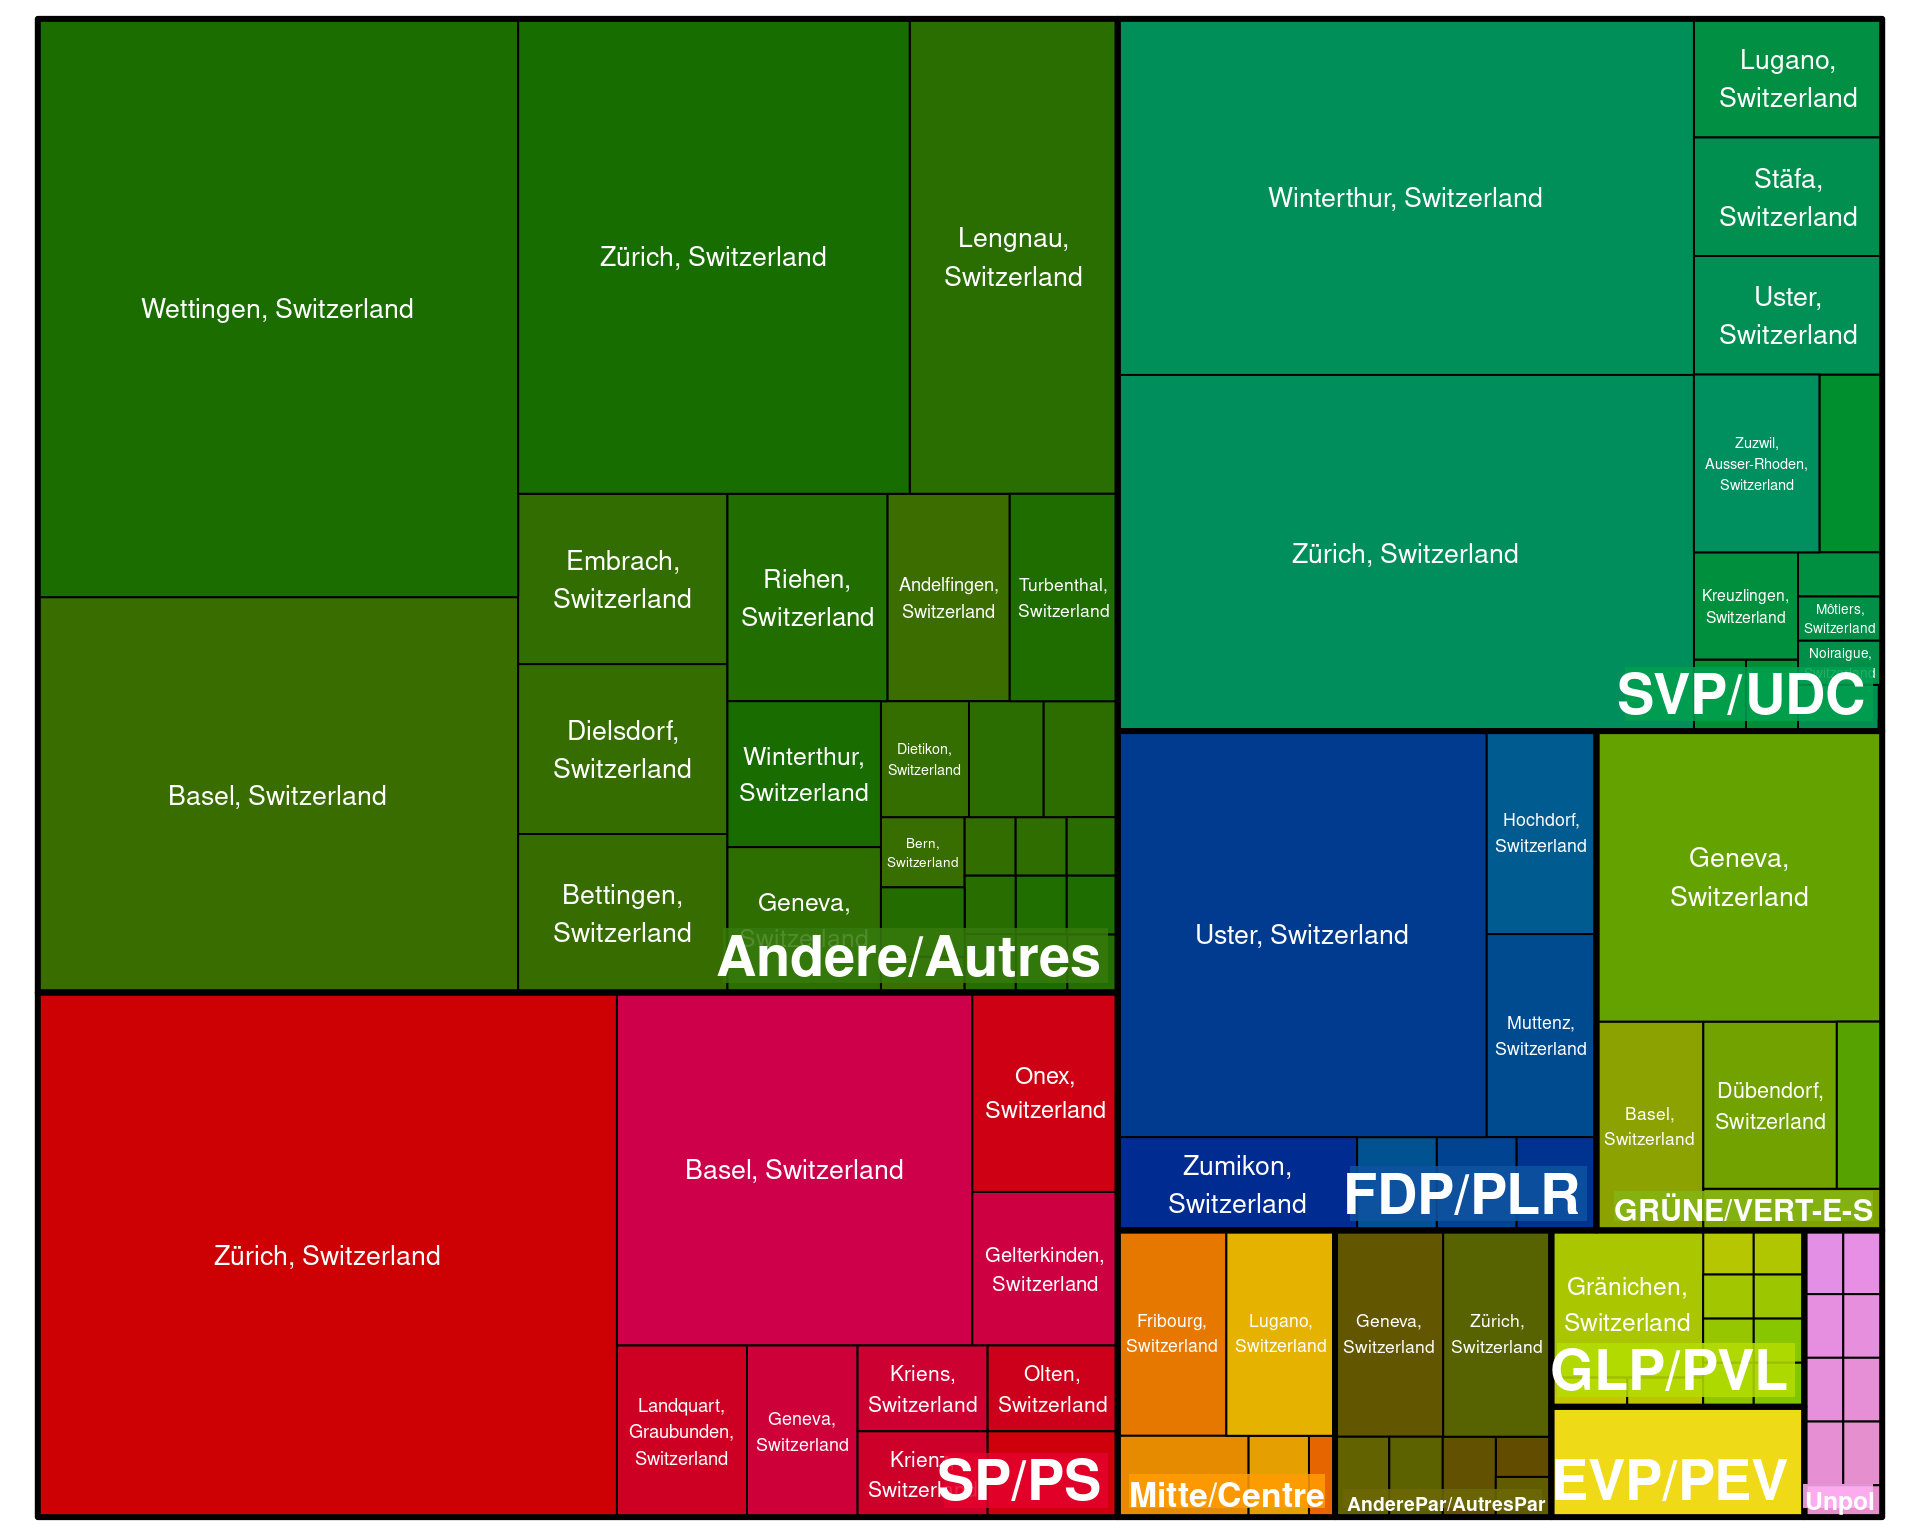 Wettingen, Switzerland
Zürich, Switzerland
Lengnau,
Switzerland
Basel, Switzerland
Embrach,
Switzerland
Riehen,
Switzerland
Andelfingen,
Switzerland
Turbenthal,
Switzerland
Dielsdorf,
Switzerland
Winterthur,
Switzerland
Dietikon,
Switzerland
Bern,
Switzerland
Bettingen,
Switzerland
Geneva,
Switzerland
Andere/Autres
Winterthur, Switzerland
Lugano,
Switzerland
Stäfa,
Switzerland
Uster,
Switzerland
Zürich, Switzerland
Zuzwil,
Ausser-Rhoden,
Switzerland
Kreuzlingen,
Switzerland
Môtiers,
Switzerland
Noiraigue,
Switzerland
SVP/UDC
Zürich, Switzerland
Basel, Switzerland
Onex,
Switzerland
Gelterkinden,
Switzerland
Landquart,
Graubunden,
Switzerland
Geneva,
Switzerland
Kriens,
Switzerland
Olten,
Switzerland
Krienz
Switzerland
SP/PS
Uster, Switzerland
Hochdorf,
Switzerland
Muttenz,
Switzerland
Zumikon,
Switzerland
FDP/PLR
Geneva,
Switzerland
Basel,
Switzerland
Dübendorf,
Switzerland
GRÜNE/VERT-E-S
Fribourg,
Switzerland
Lugano,
Switzerland
Mitte/Centre
Geneva,
Switzerland
Zürich,
Switzerland
AnderePar/AutresPar
Gränichen,
Switzerland
GLP/PVL
EVP/PEV
Unpol